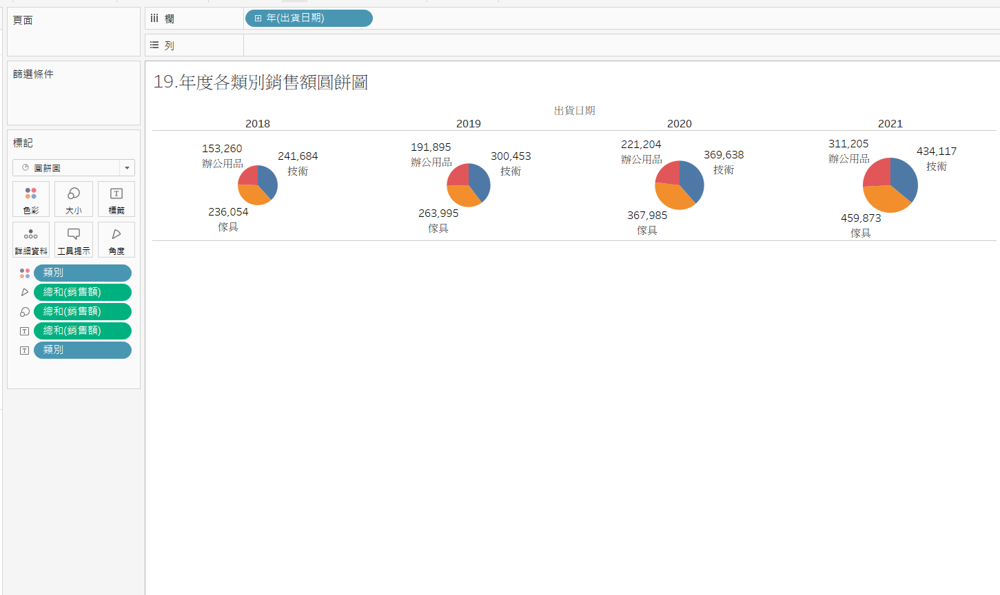 頁面
篩選條件
標記
圓餅圖
色彩
大小
標籤
詳細資料
工具提示
角度
類別
總和(銷售額)
總和(銷售額)
總和(銷售額)
類別
欄
年(出貨日期)
列
19.年度各類別銷售額圓餅圖
出貨日期
2018
2019
2020
2021
153,260
辦公用品
241,684
技術
236,054
傢具
191,895
辦公用品
300,453
技術
263,995
傢具
221,204
辦公用品
369,638
技術
367,985
傢具
311,205
辦公用品
434,117
技術
459,873
傢具